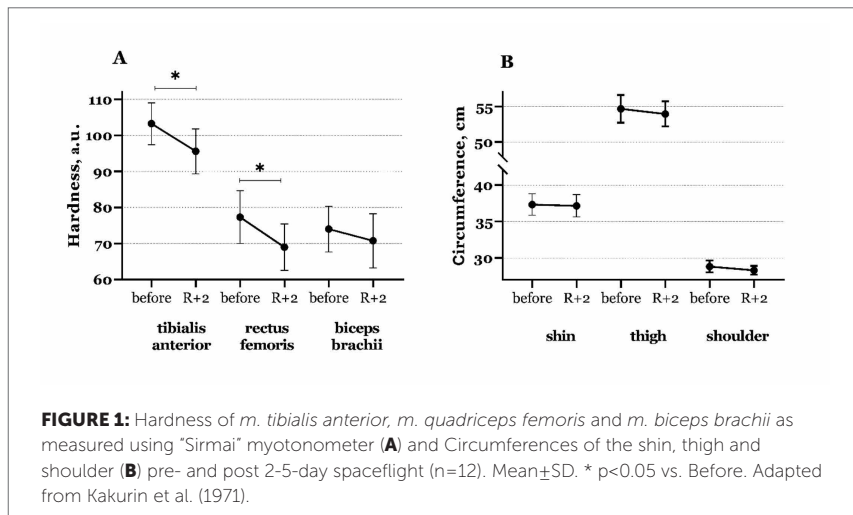 A
*
*
110
100
90
80
70
60
Hardness, a.u.
before R+2 before R+2 before R+2
tibialis anterior
rectus femoris
biceps brachii
B
55
50
37
35
30
Circumference, cm
before R+2 before R+2 before R+2
shin thigh shoulder
FIGURE 1: Hardness of m. tibialis anterior, m. quadriceps femoris and m. biceps brachii as
measured using "Sirmai" myotonometer (A) and Circumferences of the shin, thigh and
shoulder (B) pre- and post 2-5-day spaceflight (n=12). Mean±SD. * p<0.05 vs. Before. Adapted
from Kakurin et al. (1971).